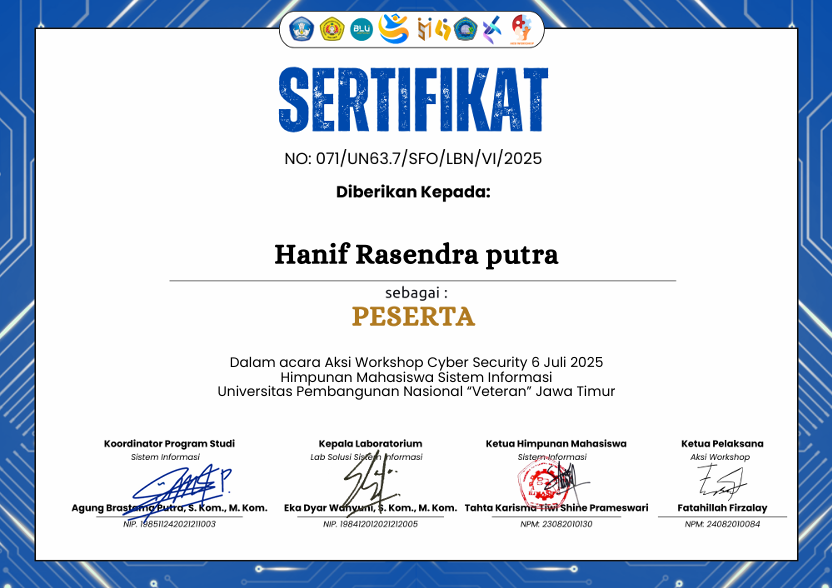 BLU
SERTIFIKAT
NO: 071/UN63.7/SFO/LBN/VI/2025
Diberikan Kepada:
Hanif Rasendra putra
sebagai :
PESERTA
Dalam acara Aksi Workshop Cyber Security 6 Juli 2025
Himpunan Mahasiswa Sistem Informasi
Universitas Pembangunan Nasional “Veteran” Jawa Timur
Koordinator Program Studi
Sistem Informasi
Agung Brastama Putra, S. Kom., M. Kom.
NIP. 198511242021211003
Kepala Laboratorium
Lab Solusi Sistem Informasi
Eka Dyar Wahyuni, S. Kom., M. Kom.
NIP. 198412012021212005
Ketua Himpunan Mahasiswa
Sistem Informasi
Tahta Karisma Tiwi Shine Prameswari
NPM: 23082010130
Ketua Pelaksana
Aksi Workshop
Fatahillah Firzalay
NPM: 24082010084